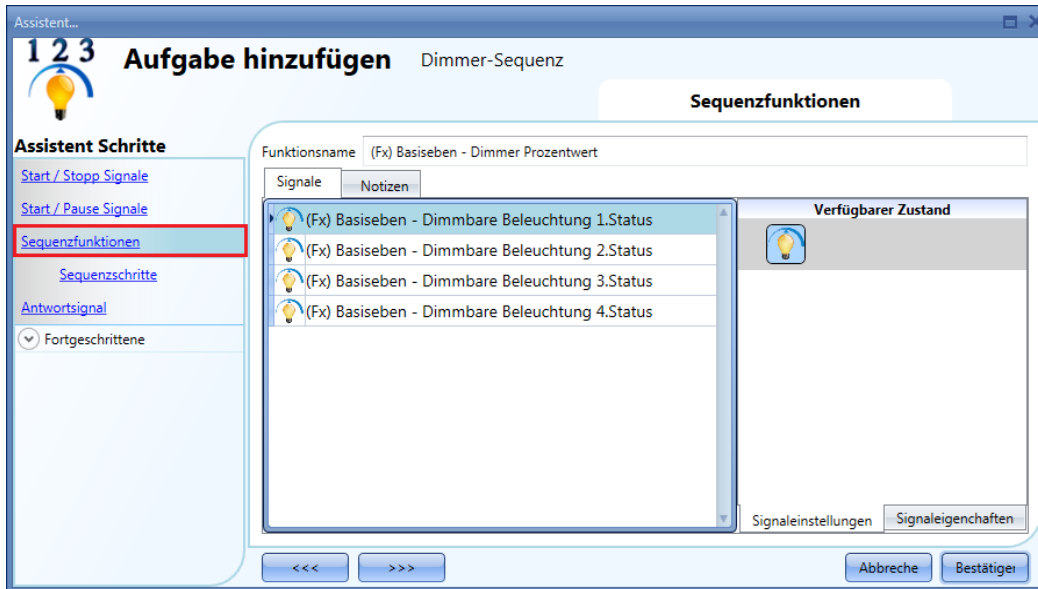 Assistent...
1 2 3
Aufgabe hinzufügen
Dimmer-Sequenz
Sequenzfunktionen
Assistent Schritte
Start / Stopp Signale
Start / Pause Signale
Sequenzfunktionen
Sequenzschritte
Antwortsignal
Fortgeschrittene
Funktionsname (Fx) Basiseben - Dimmer Prozentwert
Signale
Notizen
(Fx) Basiseben - Dimmbare Beleuchtung 1.Status
(Fx) Basiseben - Dimmbare Beleuchtung 2.Status
(Fx) Basiseben - Dimmbare Beleuchtung 3.Status
(Fx) Basiseben - Dimmbare Beleuchtung 4.Status
Verfügbarer Zustand
Signaleinstellungen
Signaleigenchaften
<<<
>>>
Abbreche
Bestätiger